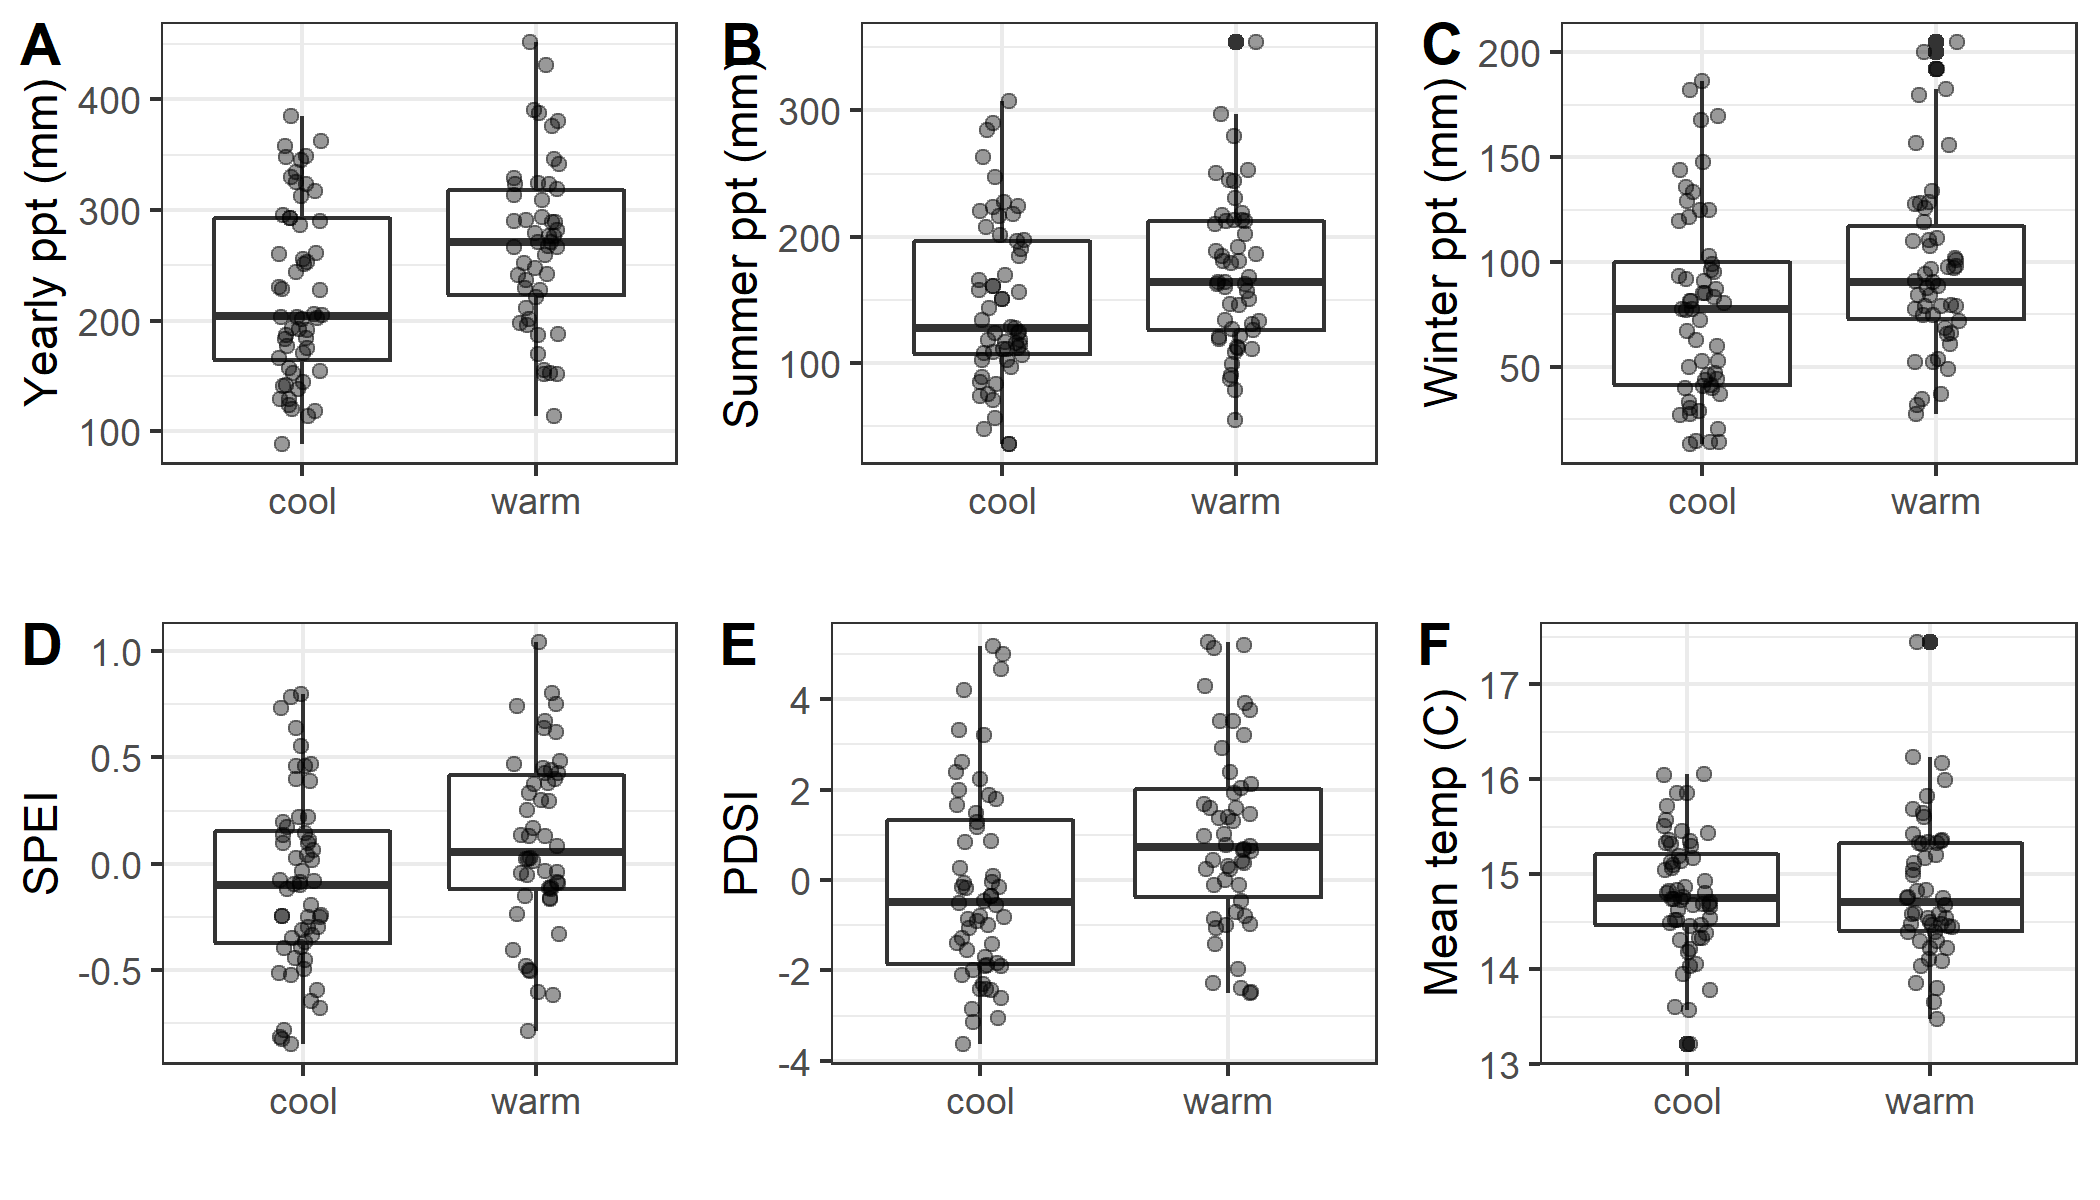 A
Yearly ppt (mm)
400
300
200
100
cool warm
B
Summer ppt (mm)
300
200
100
cool warm
C
Winter ppt (mm)
200
150
100
50
cool warm
D
SPEI
1.0
0.5
0.0
-0.5
cool warm
E
PDSI
4
2
0
-2
-4
cool warm
F
Mean temp (C)
17
16
15
14
13
cool warm